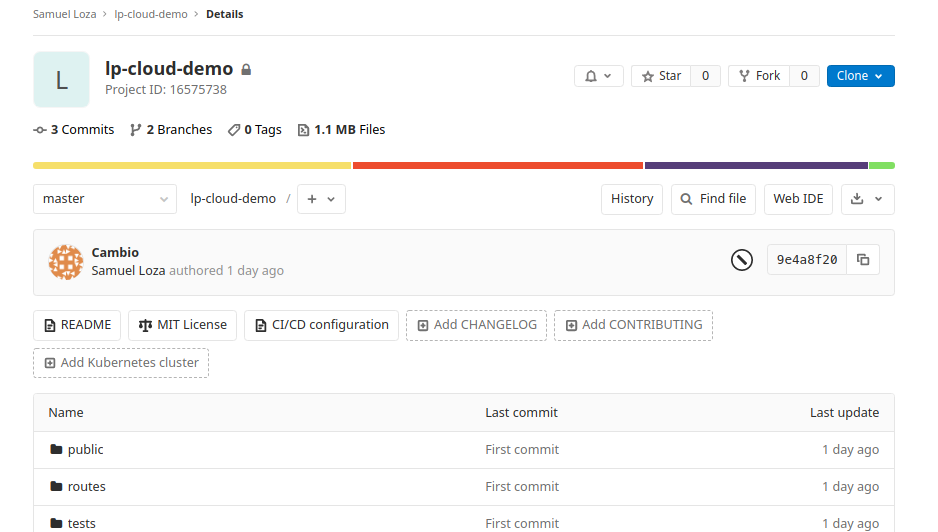 Samuel Loza > lp-cloud-demo > Details
L
lp-cloud-demo
Project ID: 16575738
Star 0 Fork 0 Clone
3 Commits 2 Branches 0 Tags 1.1 MB Files
master lp-cloud-demo / + History Find file Web IDE
Cambio
Samuel Loza authored 1 day ago
9e4a8f20
README MIT License CI/CD configuration Add CHANGELOG Add CONTRIBUTING
Add Kubernetes cluster
Name Last commit Last update
public First commit 1 day ago
routes First commit 1 day ago
tests First commit 1 day ago